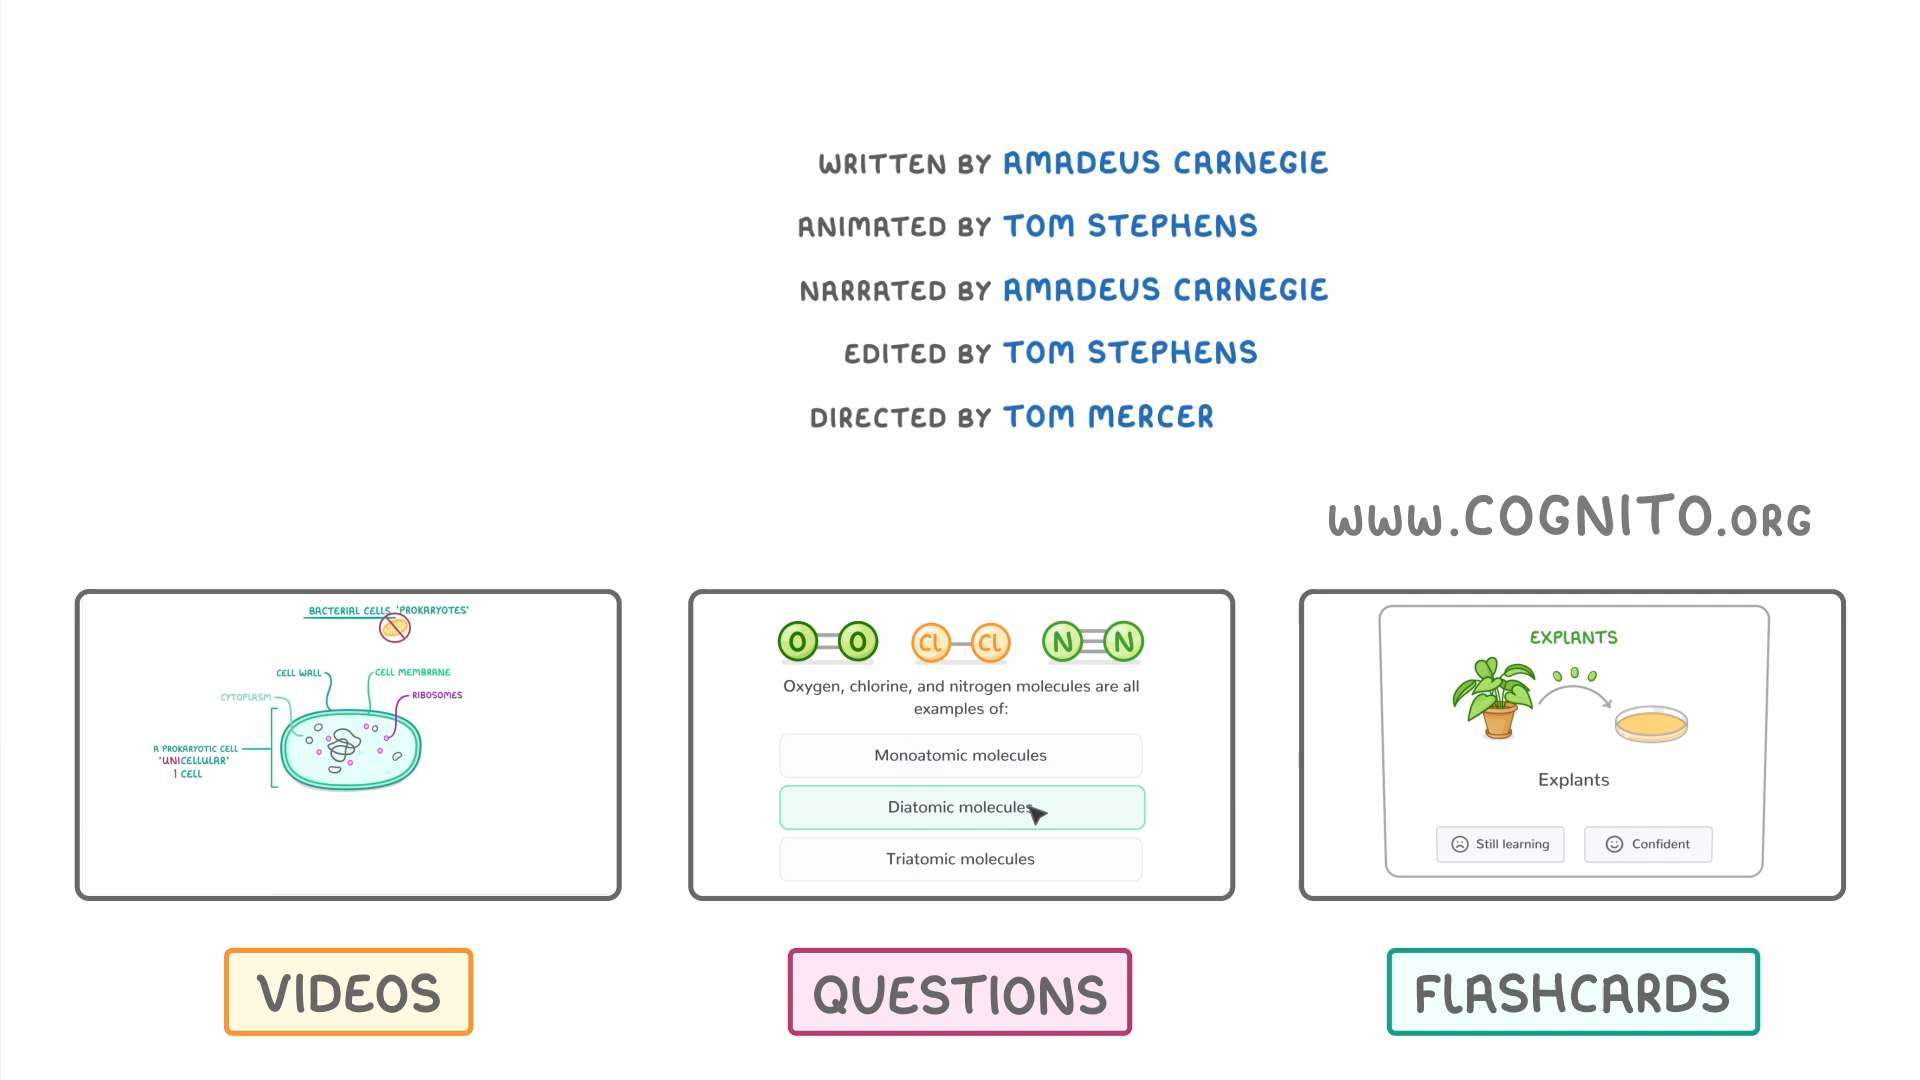 WRITTEN BY AMADEUS CARNEGIE
ANIMATED BY TOM STEPHENS
NARRATED BY AMADEUS CARNEGIE
EDITED BY TOM STEPHENS
DIRECTED BY TOM MERCER
www.COGNITO.ORG
BACTERIAL CELLS 'PROKARYOTES'
CELL WALL
CELL MEMBRANE
CYTOPLASM
RIBOSOMES
A PROKARYOTIC CELL
"UNICELLULAR"
1 CELL
O O Cl Cl N N
Oxygen, chlorine, and nitrogen molecules are all
examples of:
Monoatomic molecules
Diatomic molecules
Triatomic molecules
EXPLANTS
Explants
Still learning
Confident
VIDEOS
QUESTIONS
FLASHCARDS